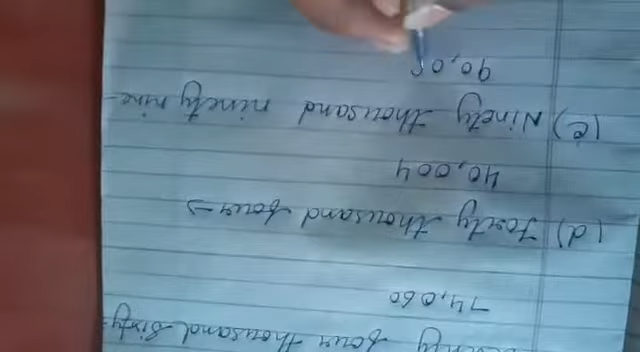 four thousand sixty-
74,060
(d) Forty thousand four →
40,004
(e) Ninety thousand ninety nine-
90,0